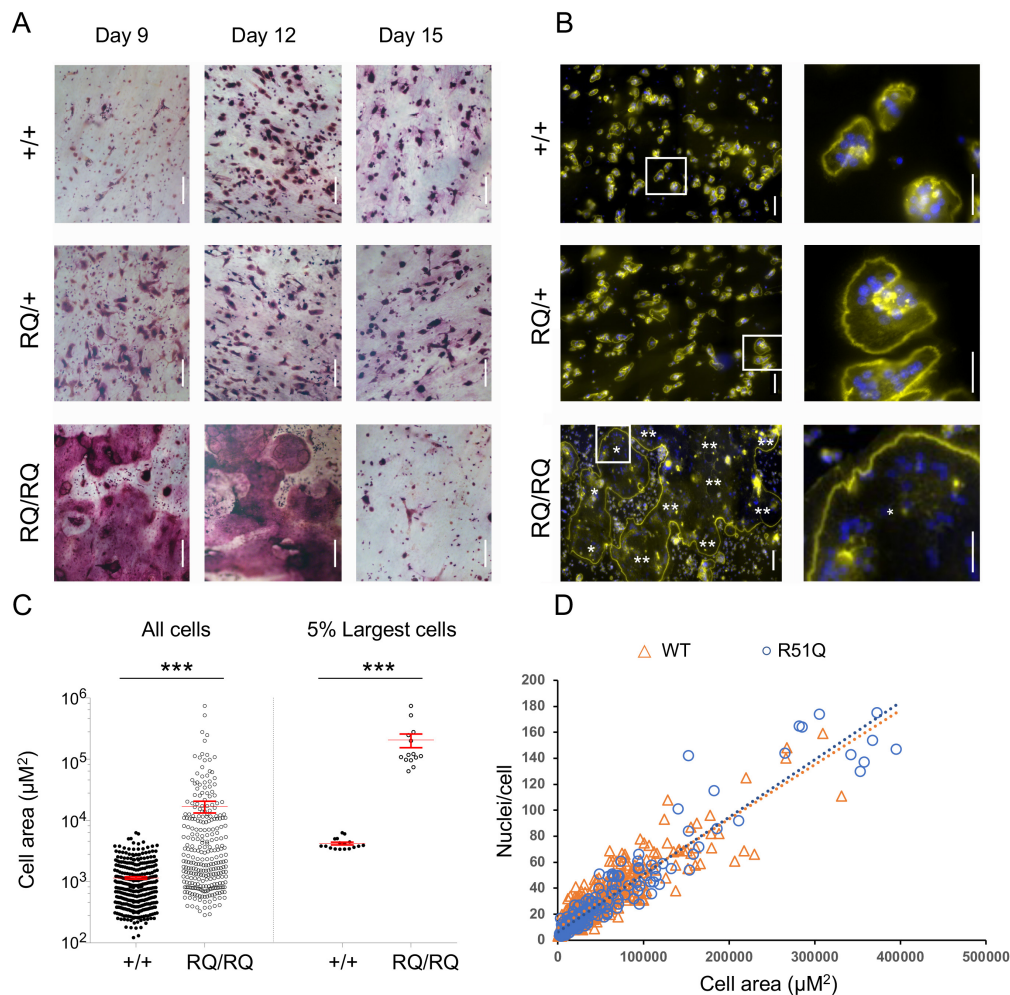 A
B
Day 9
Day 12
Day 15
+/+
+/+
RQ/+
RQ/+
RQ/RQ
RQ/RQ
** ** **
*
**
*
**
**
* ** **
*
C
D
All cells
5% Largest cells
***
***
Cell area (µM²)
10⁶
10⁵
10⁴
10³
10²
+/+
RQ/RQ
+/+
RQ/RQ
WT
R51Q
Nuclei/cell
200
180
160
140
120
100
80
60
40
20
0
0
100000
200000
300000
400000
500000
Cell area (µM²)